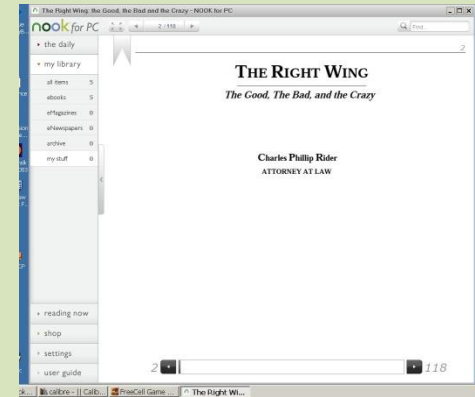 The Right Wing: the Good, the Bad and the Crazy - NOOK for PC
nook for PC
2 / 118
Find...
the daily
my library
all items 5
ebooks 5
eMagazines 0
eNewspapers 0
archive 0
my stuff 0
reading now
shop
settings
user guide
2
THE RIGHT WING
The Good, The Bad, and the Crazy
Charles Phillip Rider
ATTORNEY AT LAW
2
118
calibre - || Calib...
FreeCell Game ...
The Right Wi...